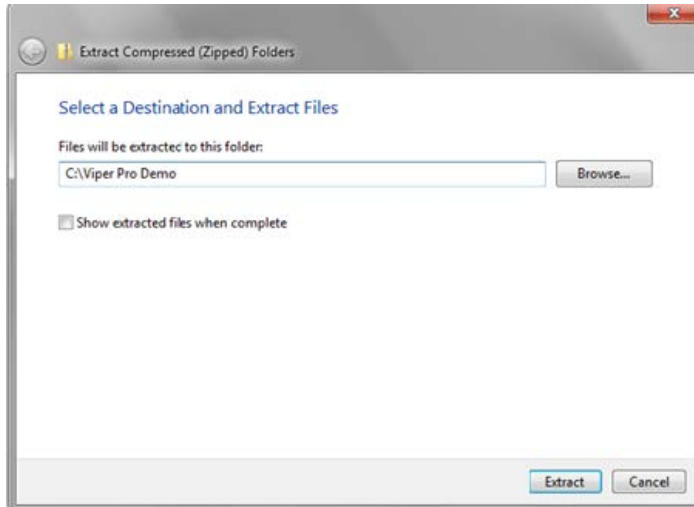 Extract Compressed (Zipped) Folders
Select a Destination and Extract Files
Files will be extracted to this folder:
C:\Viper Pro Demo
Browse...
Show extracted files when complete
Extract
Cancel